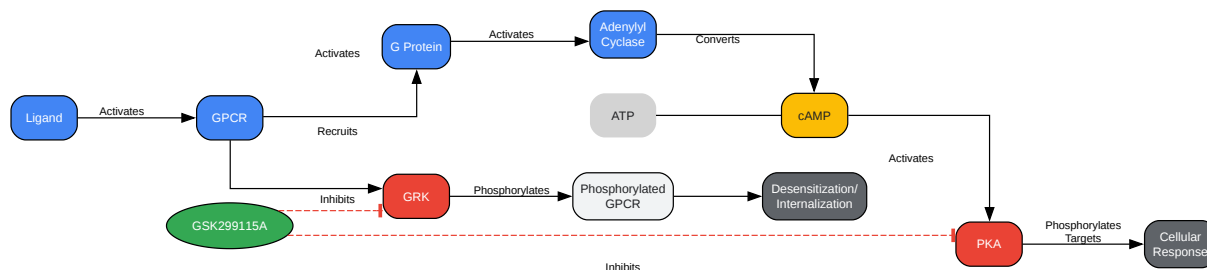 Adenylyl
Cyclase
G Protein
Activates
Converts
Activates
Ligand
Activates
GPCR
Recruits
ATP
cAMP
Activates
GRK
Phosphorylates
Phosphorylated
GPCR
Desensitization/
Internalization
Inhibits
GSK299115A
PKA
Phosphorylates
Targets
Cellular
Response
Inhibits